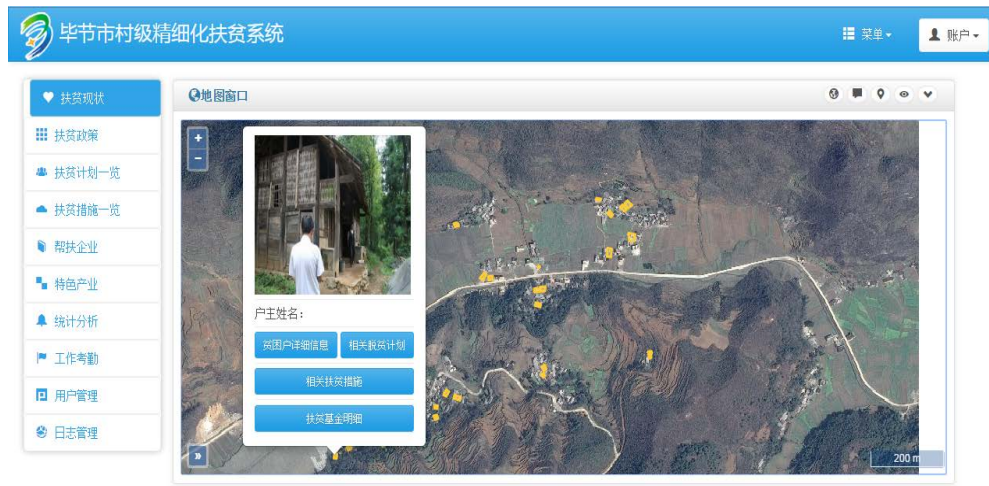 毕节市村级精细化扶贫系统
菜单
账户
扶贫现状
扶贫政策
扶贫计划一览
扶贫措施一览
帮扶企业
特色产业
统计分析
工作考勤
用户管理
日志管理
地图窗口
+
−
户主姓名：
贫困户详细信息 相关脱贫计划
相关扶贫措施
扶贫基金明细
»
200 m